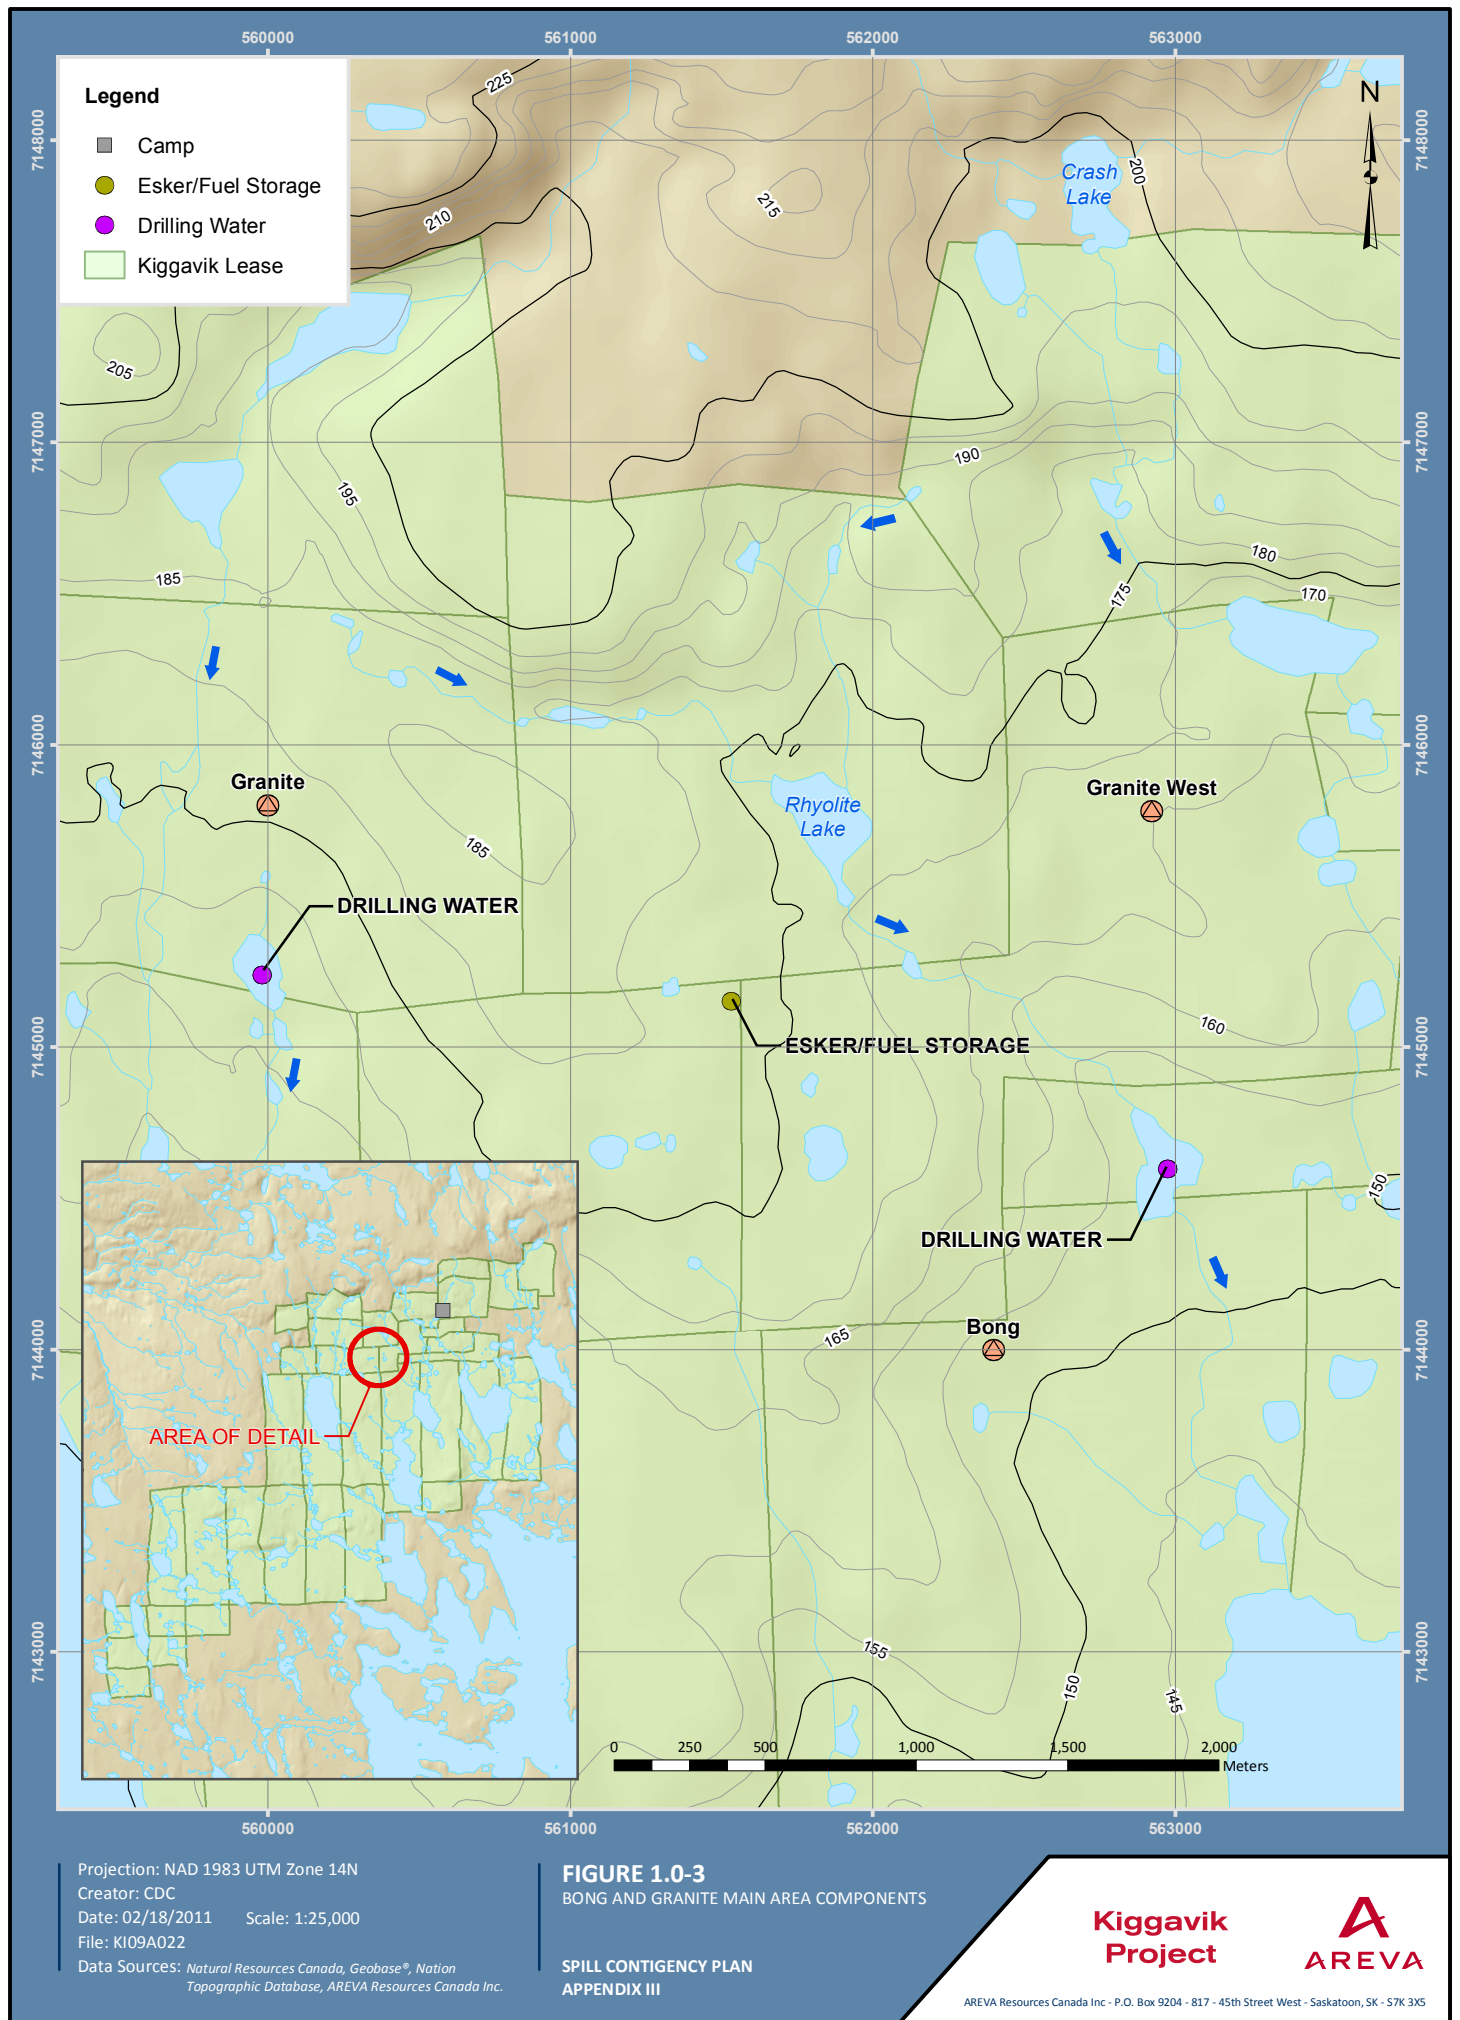 560000
561000
562000
563000
Legend
Camp
Esker/Fuel Storage
Drilling Water
Kiggavik Lease
N
7148000
7148000
225
210
215
200
Crash
Lake
205
7147000
7147000
195
190
185
180
175
170
7146000
7146000
Granite
Granite West
Rhyolite
Lake
185
DRILLING WATER
160
7145000
7145000
ESKER/FUEL STORAGE
150
DRILLING WATER
165
Bong
7144000
7144000
AREA OF DETAIL
155
150
145
7143000
7143000
0
250
500
1,000
1,500
2,000
Meters
560000
561000
562000
563000
Projection: NAD 1983 UTM Zone 14N
Creator: CDC
Date: 02/18/2011 Scale: 1:25,000
File: KI09A022
Data Sources: Natural Resources Canada, Geobase®, Nation
Topographic Database, AREVA Resources Canada Inc.
FIGURE 1.0-3
BONG AND GRANITE MAIN AREA COMPONENTS
SPILL CONTIGENCY PLAN
APPENDIX III
Kiggavik
Project
AREVA
AREVA Resources Canada Inc - P.O. Box 9204 - 817 - 45th Street West - Saskatoon, SK - S7K 3X5